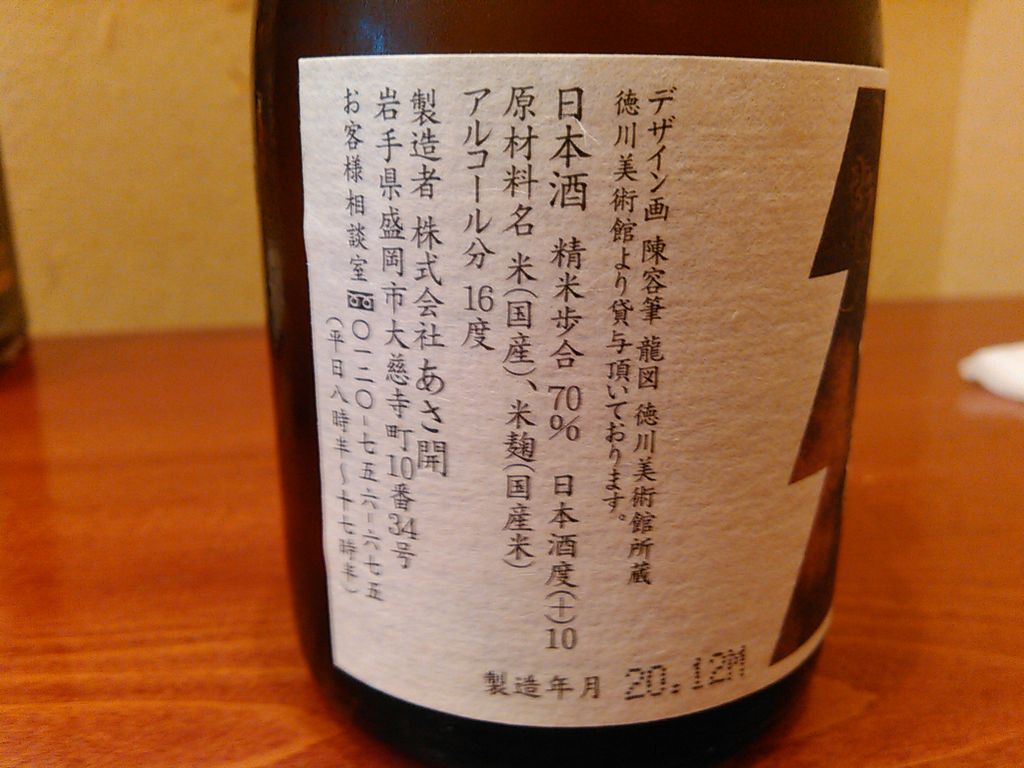 デザイン画 陳容筆 龍図 徳川美術館所蔵
徳川美術館より貸与頂いております。
日本酒 精米歩合 70% 日本酒度(+)10
原材料名 米(国産)、米麹(国産米)
アルコール分 16度
製造者 株式会社 あさ開
岩手県盛岡市大慈寺町10番34号
お客様相談室 〇一二〇-七五六-六七五
(平日八時半～十七時半)
製造年月 20.12M